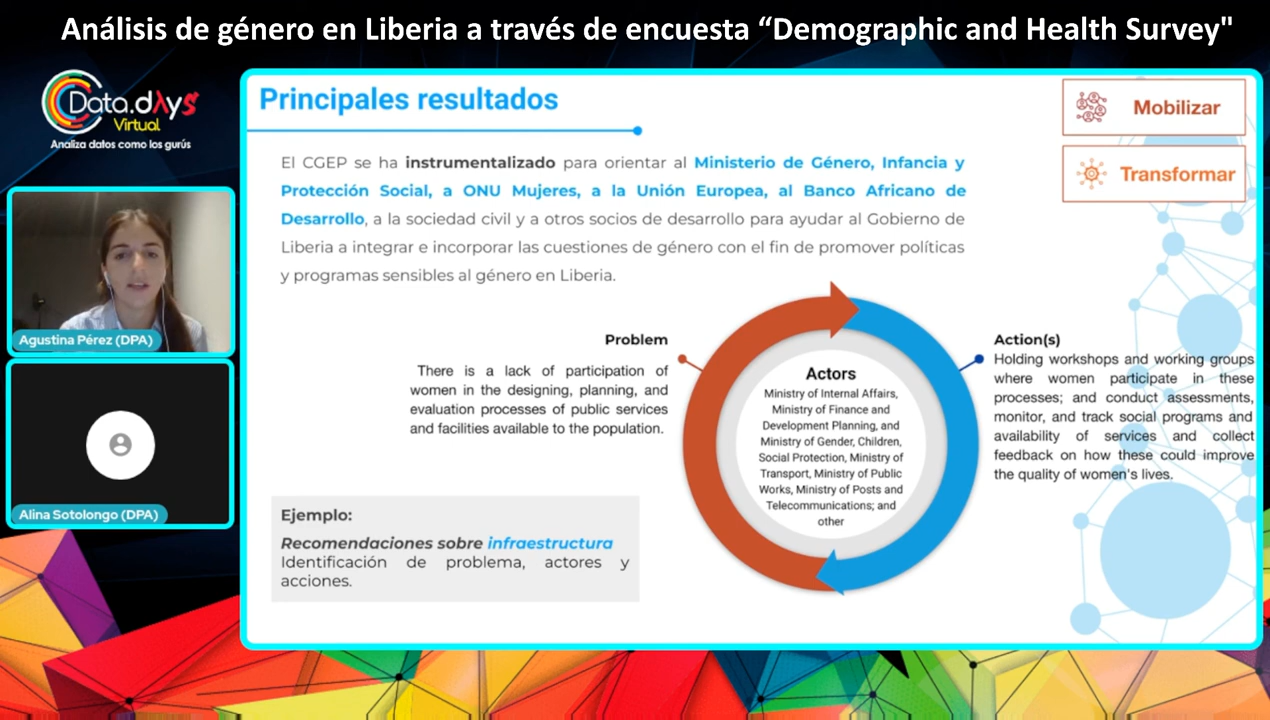 Análisis de género en Liberia a través de encuesta “Demographic and Health Survey"
Data.dAys
Virtual
Analiza datos como los gurús
Principales resultados
Mobilizar
Transformar
El CGEP se ha instrumentalizado para orientar al Ministerio de Género, Infancia y
Protección Social, a ONU Mujeres, a la Unión Europea, al Banco Africano de
Desarrollo, a la sociedad civil y a otros socios de desarrollo para ayudar al Gobierno de
Liberia a integrar e incorporar las cuestiones de género con el fin de promover políticas
y programas sensibles al género en Liberia.
Agustina Pérez (DPA)
Alina Sotolongo (DPA)
Problem
There is a lack of participation of
women in the designing, planning, and
evaluation processes of public services
and facilities available to the population.
Actors
Ministry of Internal Affairs,
Ministry of Finance and
Development Planning, and
Ministry of Gender, Children,
Social Protection, Ministry of
Transport, Ministry of Public
Works, Ministry of Posts and
Telecommunications; and
other
Action(s)
Holding workshops and working groups
where women participate in these
processes; and conduct assessments,
monitor, and track social programs and
availability of services and collect
feedback on how these could improve
the quality of women's lives.
Ejemplo:
Recomendaciones sobre infraestructura
Identificación de problema, actores y
acciones.